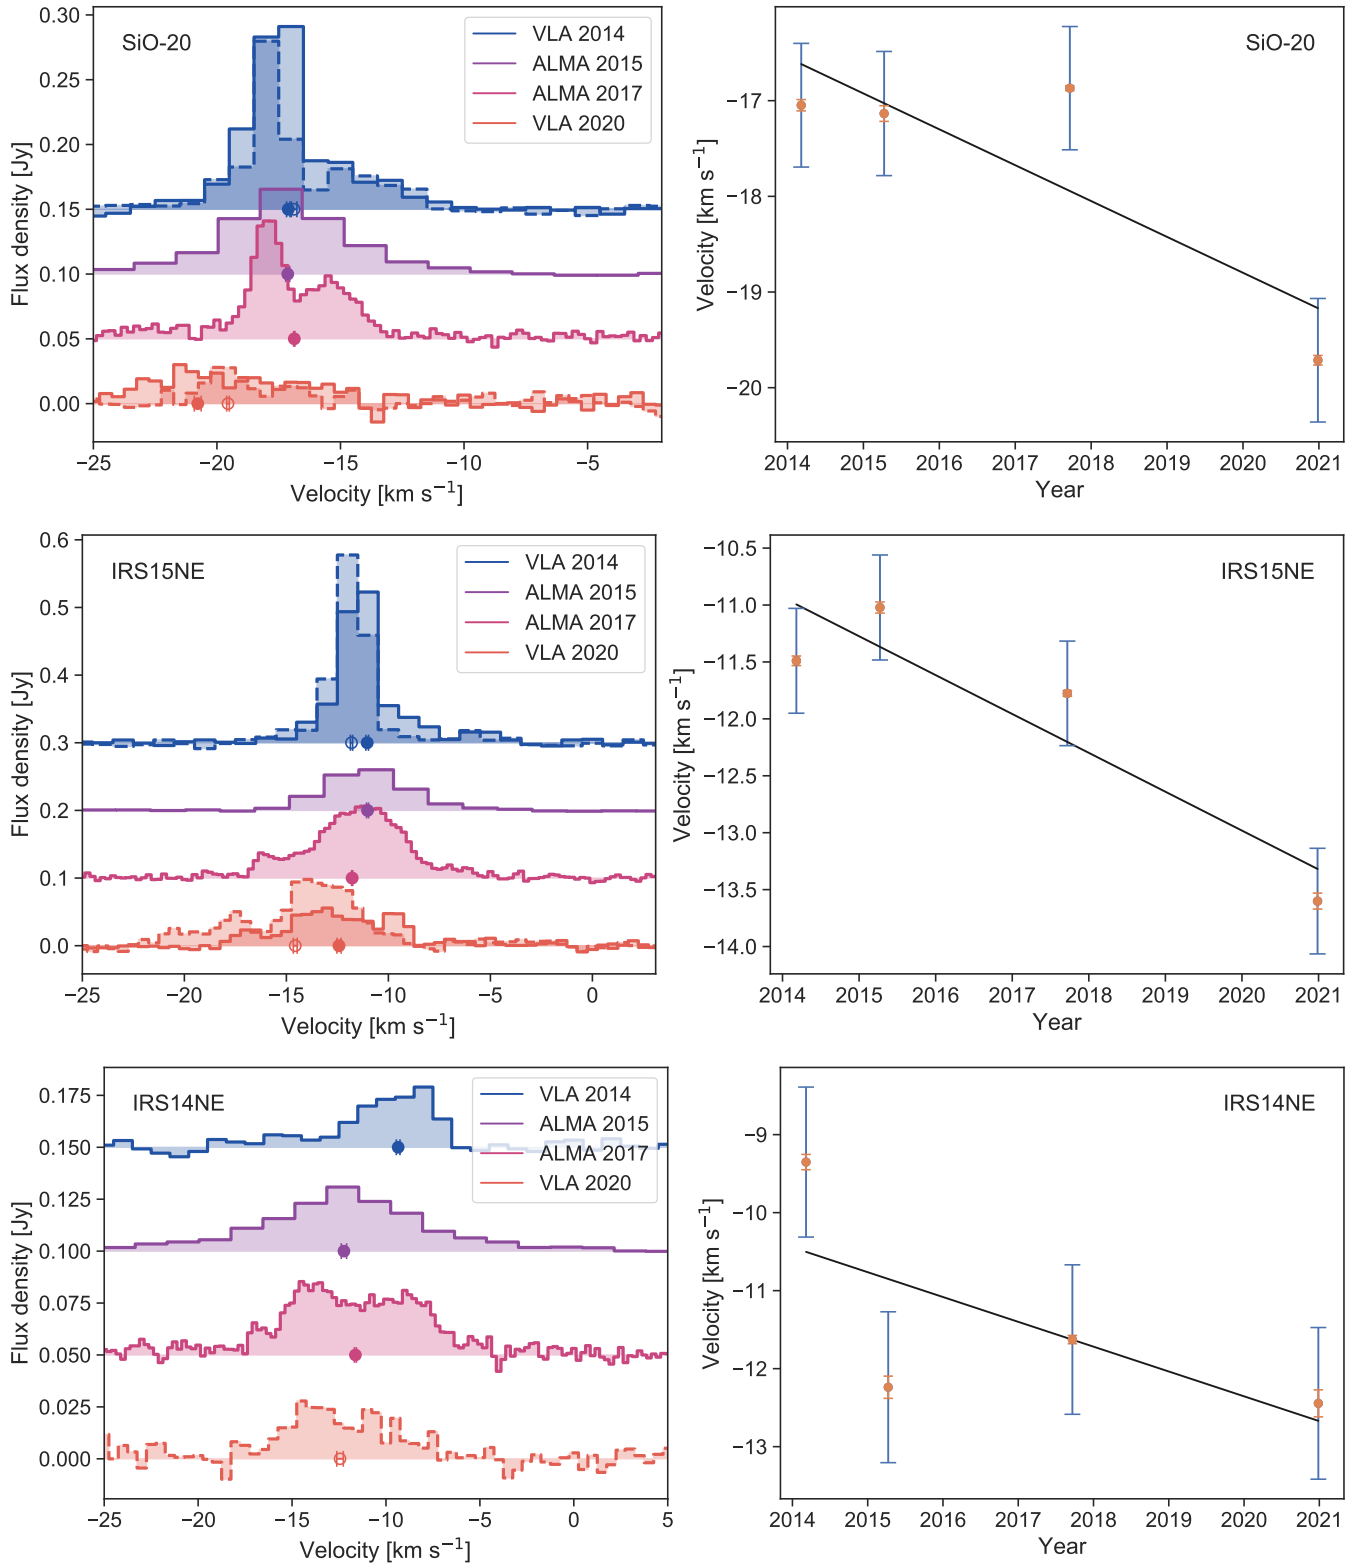 SiO-20
VLA 2014
ALMA 2015
ALMA 2017
VLA 2020
0.30
0.25
0.20
0.15
0.10
0.05
0.00
Flux density [Jy]
−25 −20 −15 −10 −5
Velocity [km s−1]
SiO-20
−17
−18
−19
−20
Velocity [km s−1]
2014 2015 2016 2017 2018 2019 2020 2021
Year
IRS15NE
VLA 2014
ALMA 2015
ALMA 2017
VLA 2020
0.6
0.5
0.4
0.3
0.2
0.1
0.0
Flux density [Jy]
−25 −20 −15 −10 −5 0
Velocity [km s−1]
IRS15NE
−10.5
−11.0
−11.5
−12.0
−12.5
−13.0
−13.5
−14.0
Velocity [km s−1]
2014 2015 2016 2017 2018 2019 2020 2021
Year
IRS14NE
VLA 2014
ALMA 2015
ALMA 2017
VLA 2020
0.175
0.150
0.125
0.100
0.075
0.050
0.025
0.000
Flux density [Jy]
−25 −20 −15 −10 −5 0 5
Velocity [km s−1]
IRS14NE
−9
−10
−11
−12
−13
Velocity [km s−1]
2014 2015 2016 2017 2018 2019 2020 2021
Year